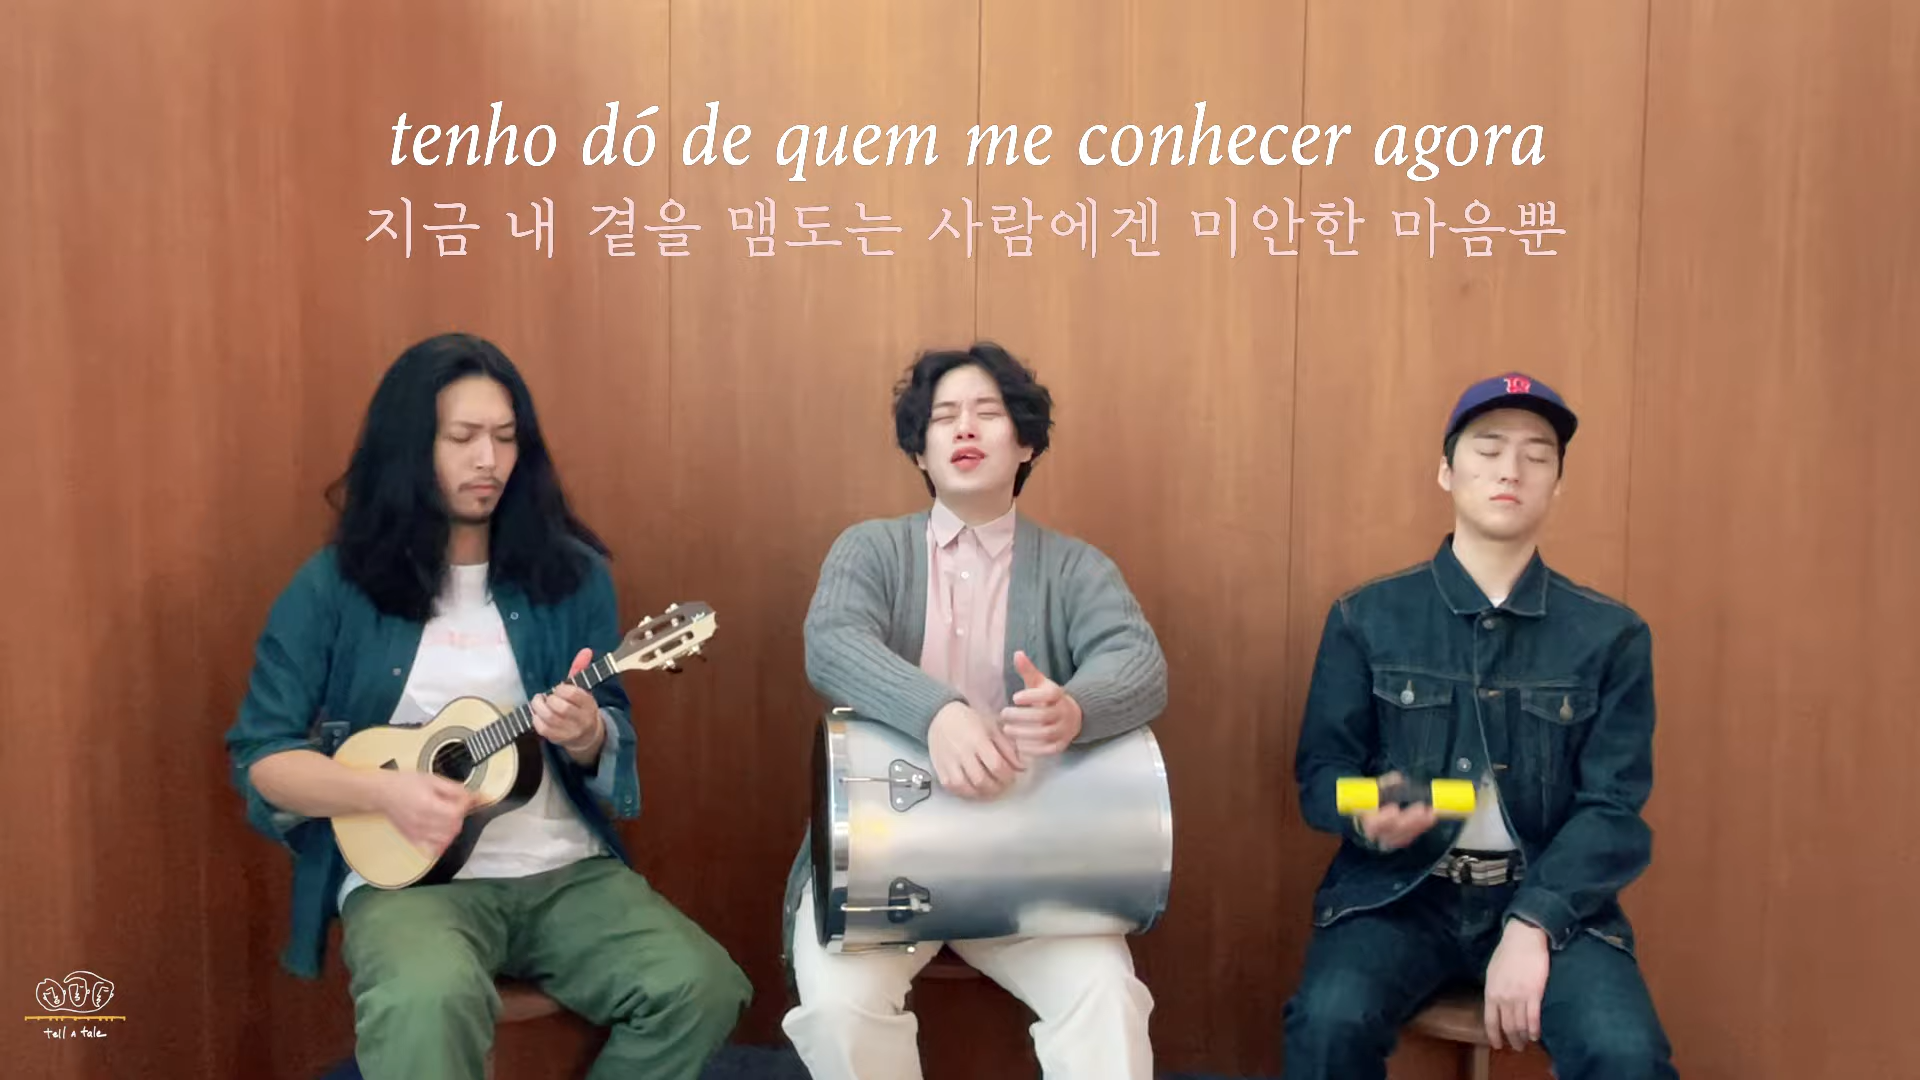 tenho dó de quem me conhecer agora
지금 내 곁을 맴도는 사람에겐 미안한 마음뿐
tell a tale